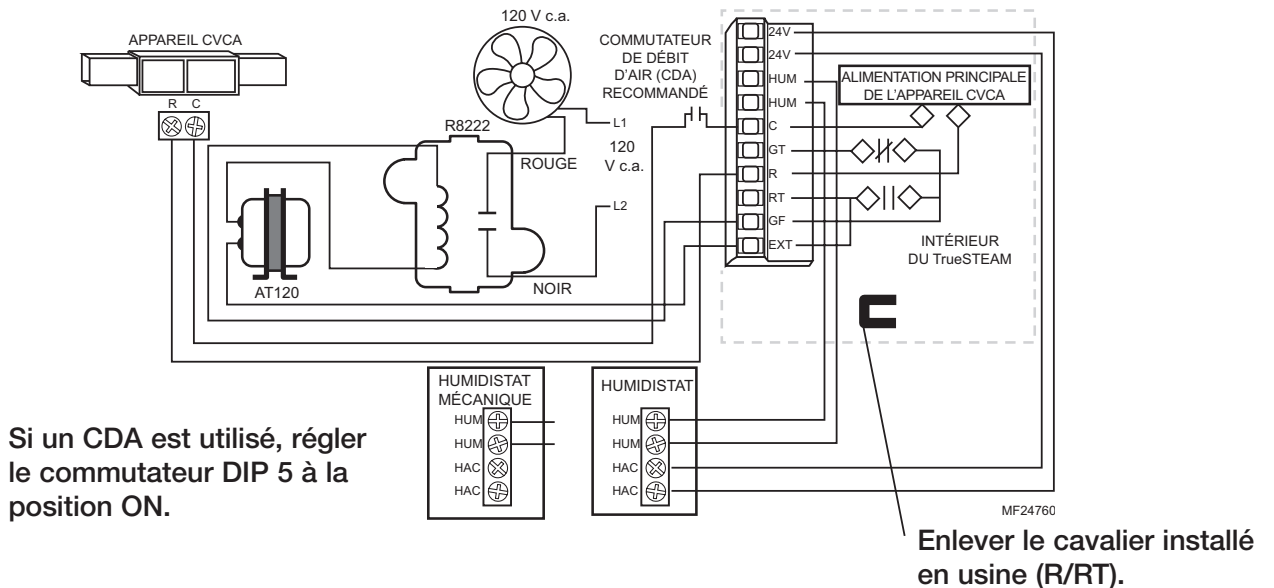 120 V c.a.
APPAREIL CVCA
R C
COMMUTATEUR
DE DÉBIT
D'AIR (CDA)
RECOMMANDÉ
R8222
L1
120
V c.a.
ROUGE
L2
NOIR
AT120
24V
24V
HUM
HUM
C
GT
R
RT
GF
EXT
ALIMENTATION PRINCIPALE
DE L'APPAREIL CVCA
INTÉRIEUR
DU TrueSTEAM
HUMIDISTAT
MÉCANIQUE
HUM
HUM
HAC
HAC
HUMIDISTAT
HUM
HUM
HAC
HAC
MF24760
Si un CDA est utilisé, régler
le commutateur DIP 5 à la
position ON.
Enlever le cavalier installé
en usine (R/RT).